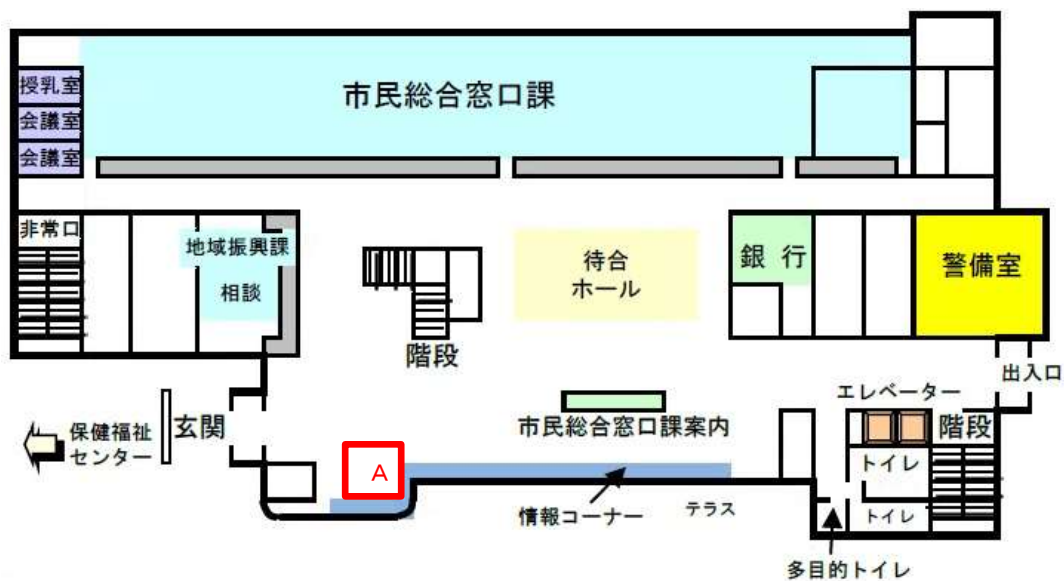 市民総合窓口課
授乳室
会議室
会議室
非常口
地域振興課
相談
待合
ホール
銀行
警備室
階段
出入口
エレベーター
保健福祉
センター
玄関
市民総合窓口課案内
階段
A
トイレ
情報コーナー
テラス
トイレ
多目的トイレ